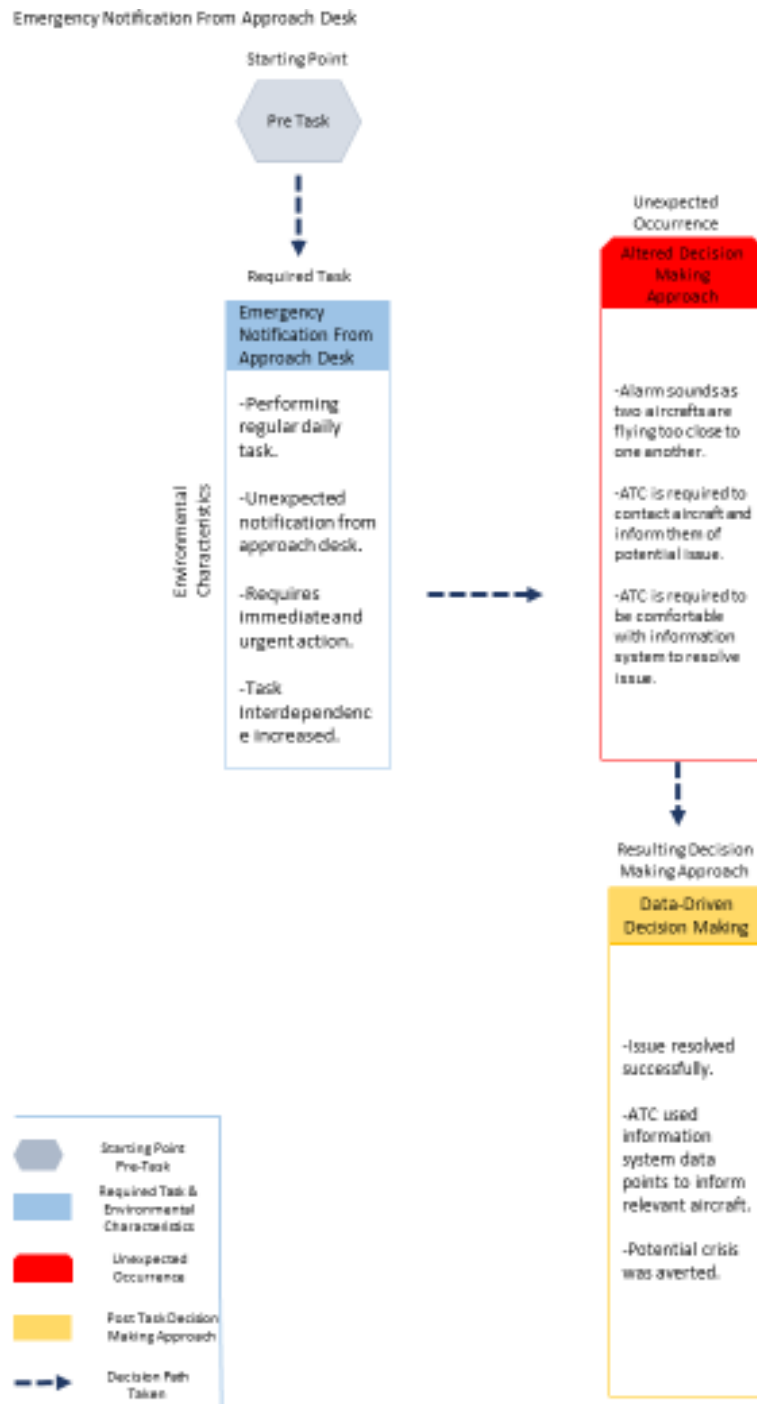 Emergency Notification From Approach Desk
Starting Point
Pre Task
Required Task
Emergency
Notification From
Approach Desk
-Performing
regular daily
task.
-Unexpected
notification from
approach desk.
-Requires
immediate and
urgent action.
-Task
Interdependenc
e increased.
Environmental
Characteristics
Unexpected
Occurrence
Altered Decision
Making
Approach
-Alarm sounds as
two aircrafts are
flying too close to
one another.
-ATC is required to
contact aircraft and
inform them of
potential issue.
-ATC is required to
be comfortable
with information
system to resolve
issue.
Resulting Decision
Making Approach
Data-Driven
Decision Making
-Issue resolved
successfully.
-ATC used
information
system data
points to inform
relevant aircraft.
-Potential crisis
was averted.
Starting Point
Pre-Task
Required Task &
Environmental
Characteristics
Unexpected
Occurrence
Post Task Decision
Making Approach
Decision Path
Taken